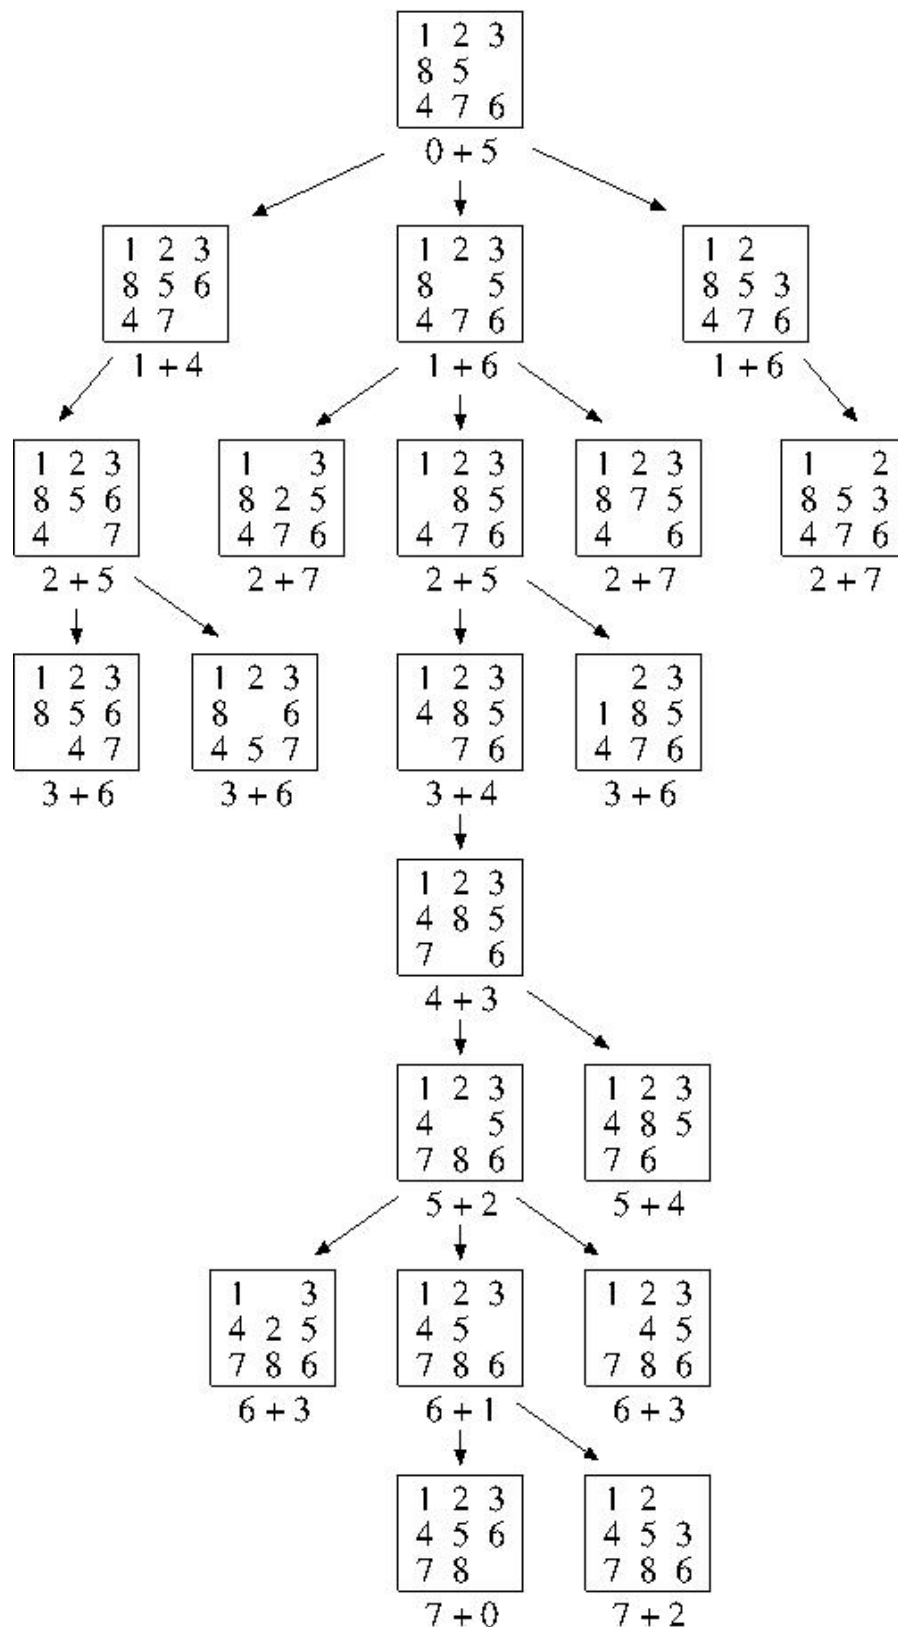 1 2 3
8 5
4 7 6
0 + 5
1 2 3
8 5 6
4 7
1 + 4
1 2 3
8 5
4 7 6
1 + 6
1 2
8 5 3
4 7 6
1 + 6
1 2 3
8 5 6
4 7
2 + 5
1 3
8 2 5
4 7 6
2 + 7
1 2 3
8 5
4 7 6
2 + 5
1 2 3
8 7 5
4 6
2 + 7
1 2
8 5 3
4 7 6
2 + 7
1 2 3
8 5 6
4 7
3 + 6
1 2 3
8 6
4 5 7
3 + 6
1 2 3
4 8 5
7 6
3 + 4
2 3
1 8 5
4 7 6
3 + 6
1 2 3
4 8 5
7 6
4 + 3
1 2 3
4 5
7 8 6
5 + 2
1 2 3
4 8 5
7 6
5 + 4
1 3
4 2 5
7 8 6
6 + 3
1 2 3
4 5
7 8 6
6 + 1
1 2 3
4 5
7 8 6
6 + 3
1 2 3
4 5 6
7 8
7 + 0
1 2
4 5 3
7 8 6
7 + 2